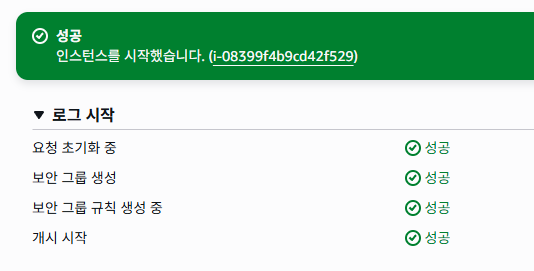 성공
인스턴스를 시작했습니다. (i-08399f4b9cd42f529)
로그 시작
요청 초기화 중 성공
보안 그룹 생성 성공
보안 그룹 규칙 생성 중 성공
개시 시작 성공